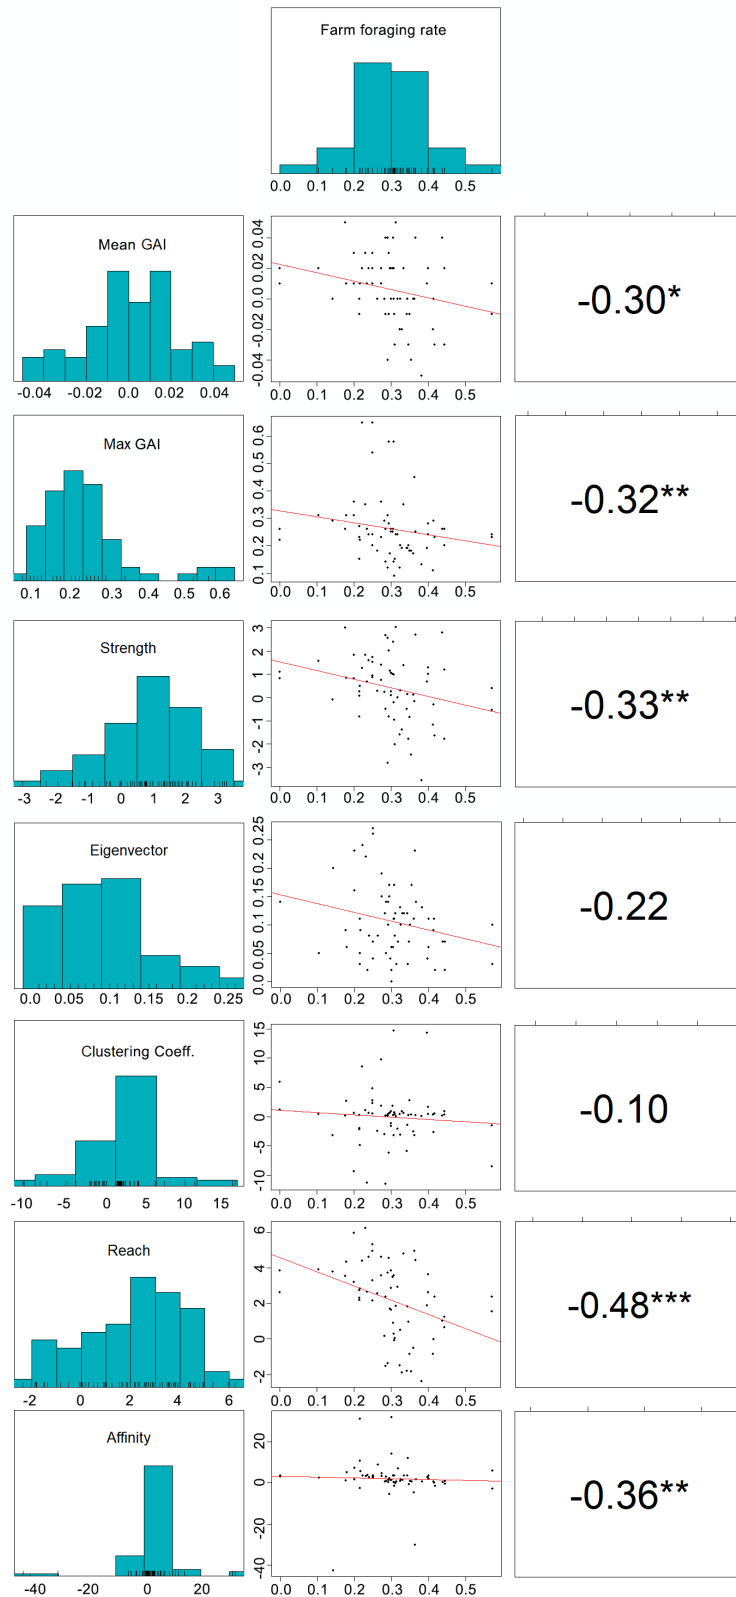 Farm foraging rate
0.0 0.1 0.2 0.3 0.4 0.5
Mean GAI
-0.04 -0.02 0.0 0.02 0.04
-0.04 -0.02 0.0 0.02 0.04
0.0 0.1 0.2 0.3 0.4 0.5
-0.30*
Max GAI
0.1 0.2 0.3 0.4 0.5 0.6
0.1 0.2 0.3 0.4 0.5 0.6
0.0 0.1 0.2 0.3 0.4 0.5
-0.32**
Strength
-3 -2 -1 0 1 2 3
-3 -2 -1 0 1 2 3
0.0 0.1 0.2 0.3 0.4 0.5
-0.33**
Eigenvector
0.0 0.05 0.1 0.15 0.2 0.25
0.0 0.05 0.10 0.15 0.20 0.25
0.0 0.1 0.2 0.3 0.4 0.5
-0.22
Clustering Coeff.
-10 -5 0 5 10 15
-10 -5 0 5 10 15
0.0 0.1 0.2 0.3 0.4 0.5
-0.10
Reach
-2 0 2 4 6
-2 0 2 4 6
0.0 0.1 0.2 0.3 0.4 0.5
-0.48***
Affinity
-40 -20 0 20
-40 -20 0 20
0.0 0.1 0.2 0.3 0.4 0.5
-0.36**